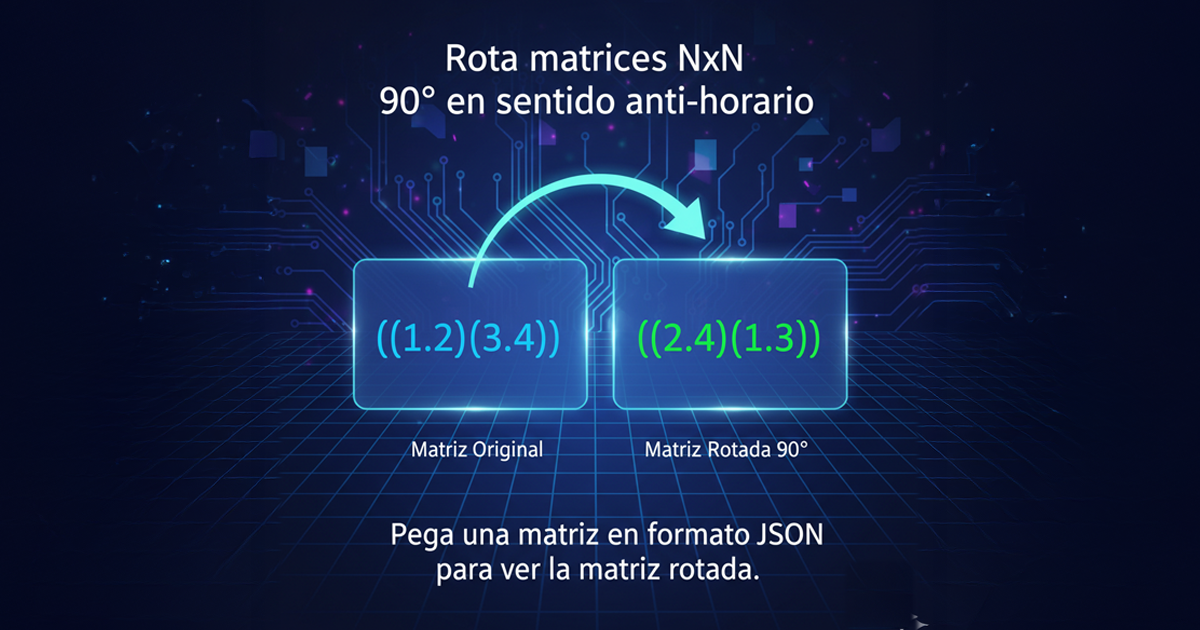 Rota matrices NxN
90° en sentido anti-horario
((1.2)(3.4))
((2.4)(1.3))
Matriz Original
Matriz Rotada 90°
Pega una matriz en formato JSON
para ver la matriz rotada.